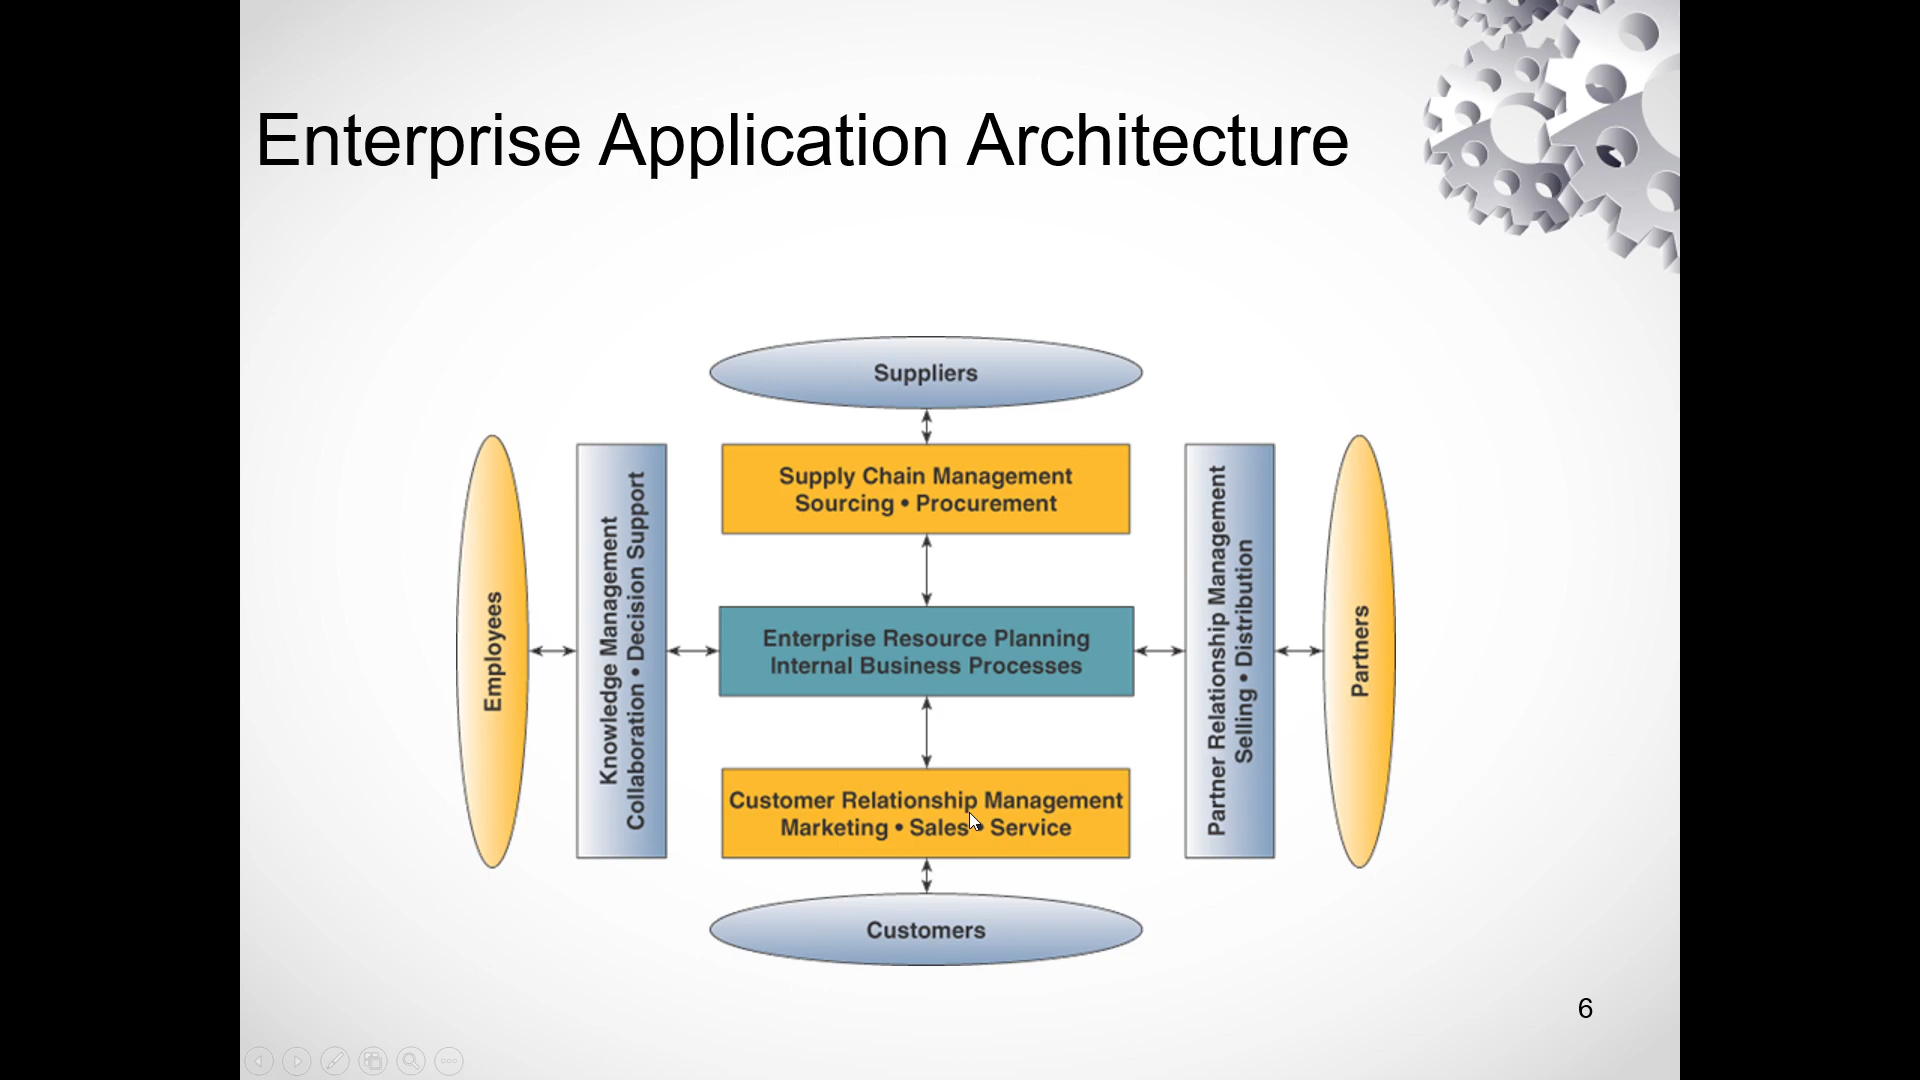 Enterprise Application Architecture
Suppliers
Supply Chain Management
Sourcing • Procurement
Employees
Knowledge Management
Collaboration • Decision Support
Enterprise Resource Planning
Internal Business Processes
Partner Relationship Management
Selling • Distribution
Partners
Customer Relationship Management
Marketing • Sales • Service
Customers
6